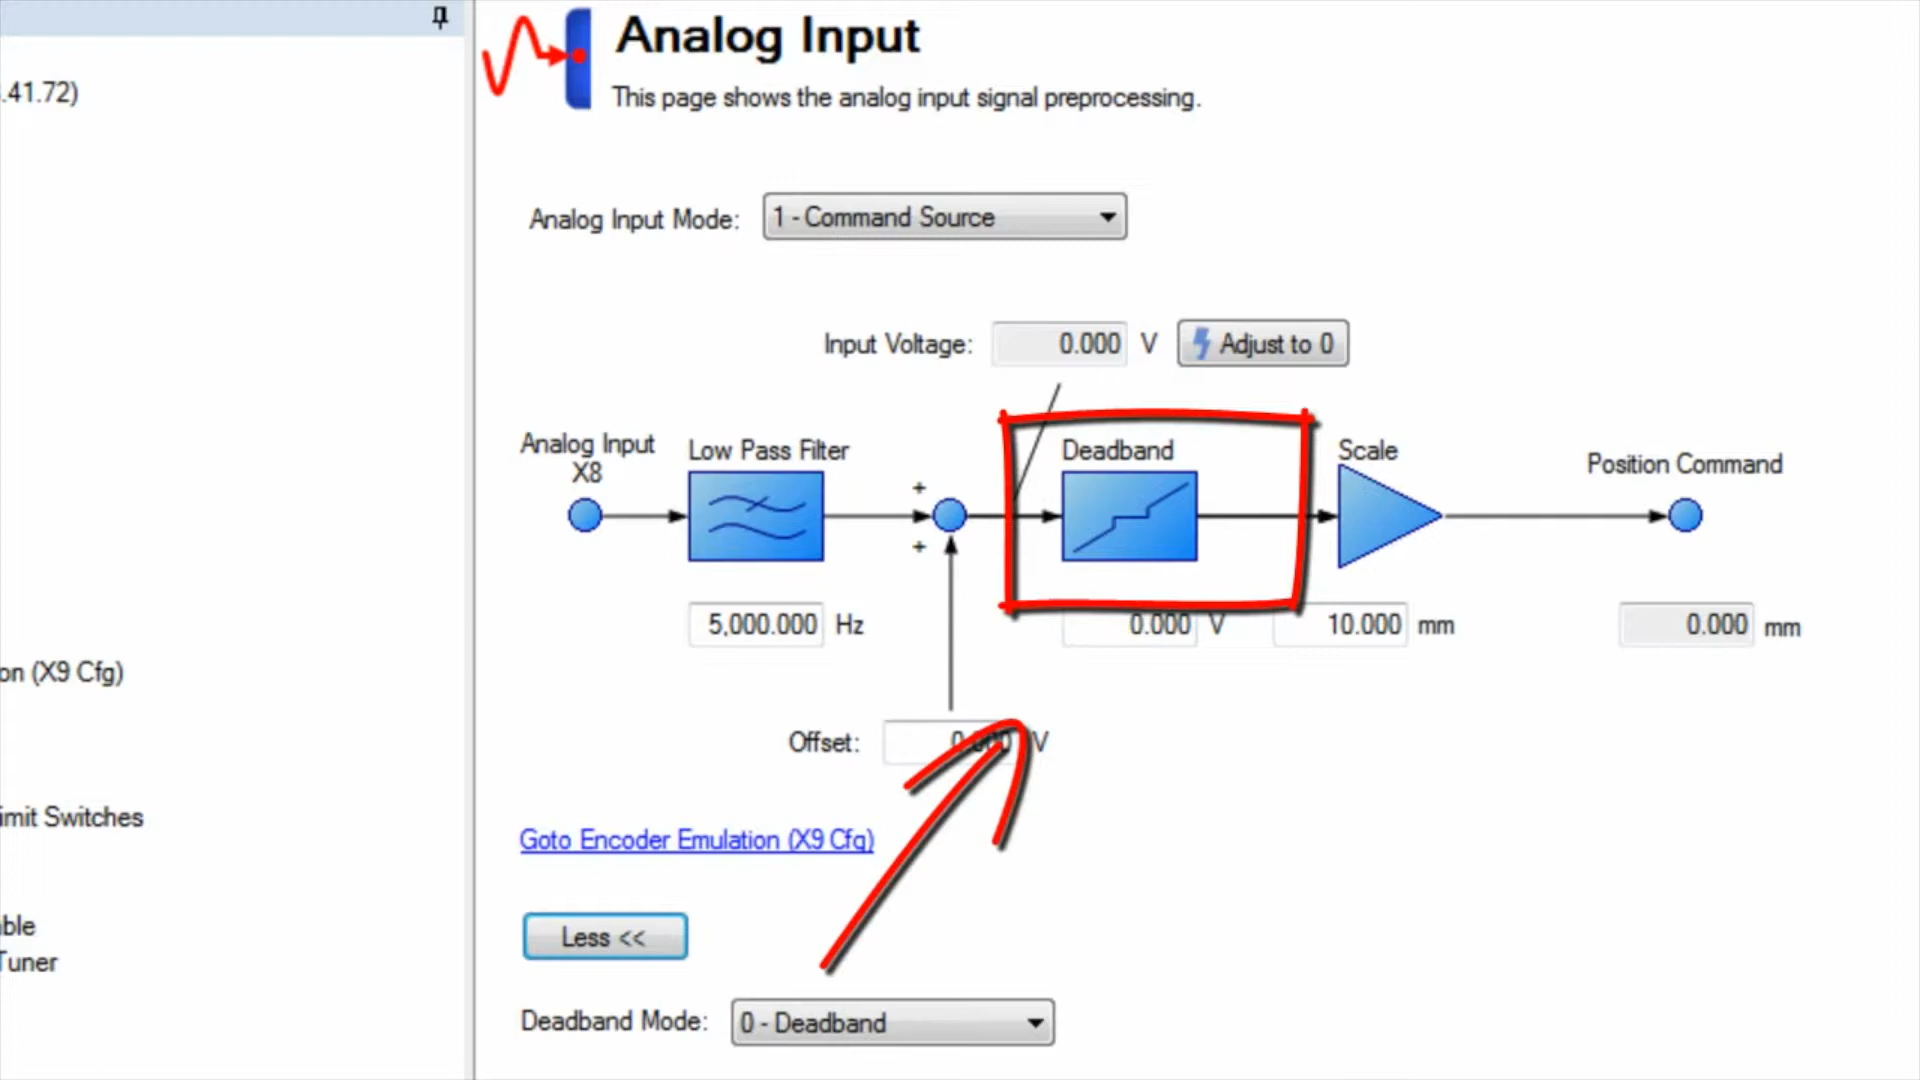 .41.72)
on (X9 Cfg)
imit Switches
ble
Tuner
Analog Input
This page shows the analog input signal preprocessing.
Analog Input Mode: 1 - Command Source
Input Voltage: 0.000 V Adjust to 0
Analog Input
X8
Low Pass Filter
Deadband
Scale
Position Command
+
+
5,000.000 Hz
0.000 V
10.000 mm
0.000 mm
Offset: 0.000 V
Goto Encoder Emulation (X9 Cfg)
Less <<
Deadband Mode: 0 - Deadband